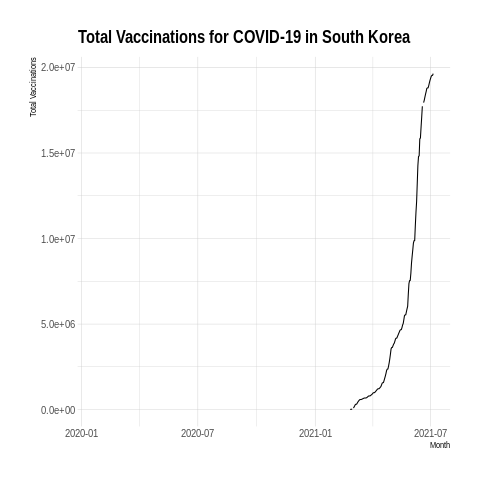 Total Vaccinations for COVID-19 in South Korea
Total Vaccinations
2.0e+07
1.5e+07
1.0e+07
5.0e+06
0.0e+00
2020-01 2020-07 2021-01 2021-07
Month